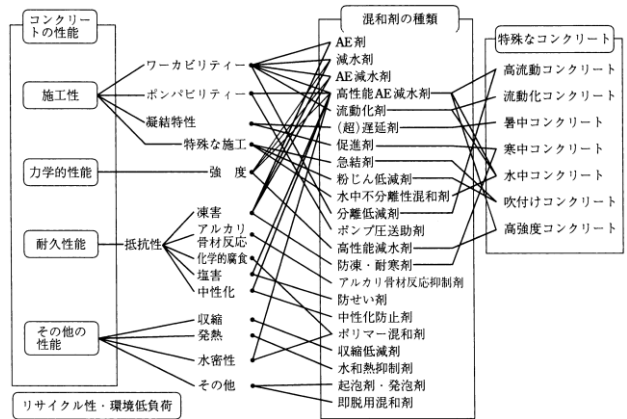 コンクリー
トの性能
施工性
力学的性能
耐久性能
その他の
性能
リサイクル性・環境低負荷
ワーカビリティー
ポンパビリティー
凝結特性
特殊な施工
強 度
抵抗性
凍害
アルカリ
骨材反応
化学的腐食
塩害
中性化
収縮
発熱
水密性
その他
混和剤の種類
AE剤
減水剤
AE減水剤
高性能AE減水剤
流動化剤
(超)遅延剤
促進剤
急結剤
粉じん低減剤
水中不分離性混和剤
分離低減剤
ポンプ圧送助剤
高性能減水剤
防凍・耐寒剤
アルカリ骨材反応抑制剤
防せい剤
中性化防止剤
ポリマー混和剤
収縮低減剤
水和熱抑制剤
起泡剤・発泡剤
即脱用混和剤
特殊なコンクリート
高流動コンクリート
流動化コンクリート
暑中コンクリート
寒中コンクリート
水中コンクリート
吹付けコンクリート
高強度コンクリート